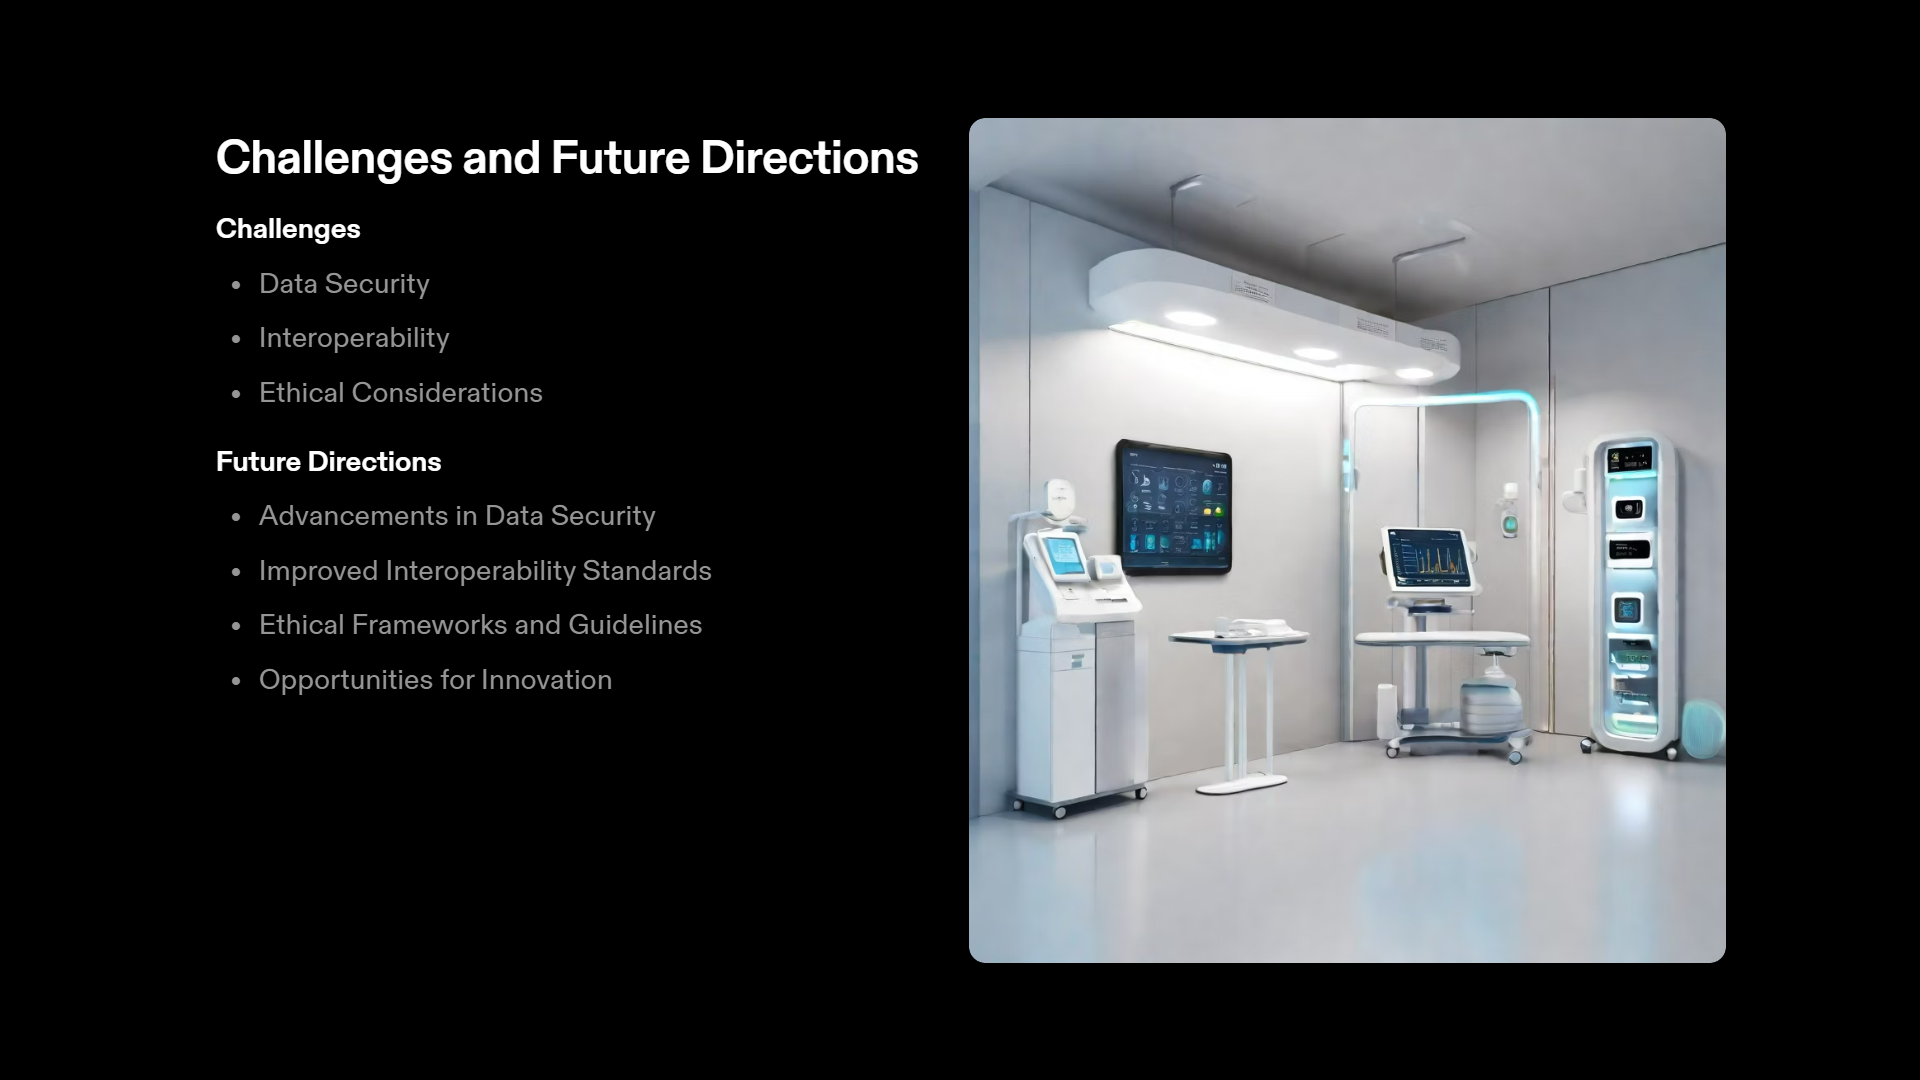 Challenges and Future Directions
Challenges
• Data Security
• Interoperability
• Ethical Considerations
Future Directions
• Advancements in Data Security
• Improved Interoperability Standards
• Ethical Frameworks and Guidelines
• Opportunities for Innovation